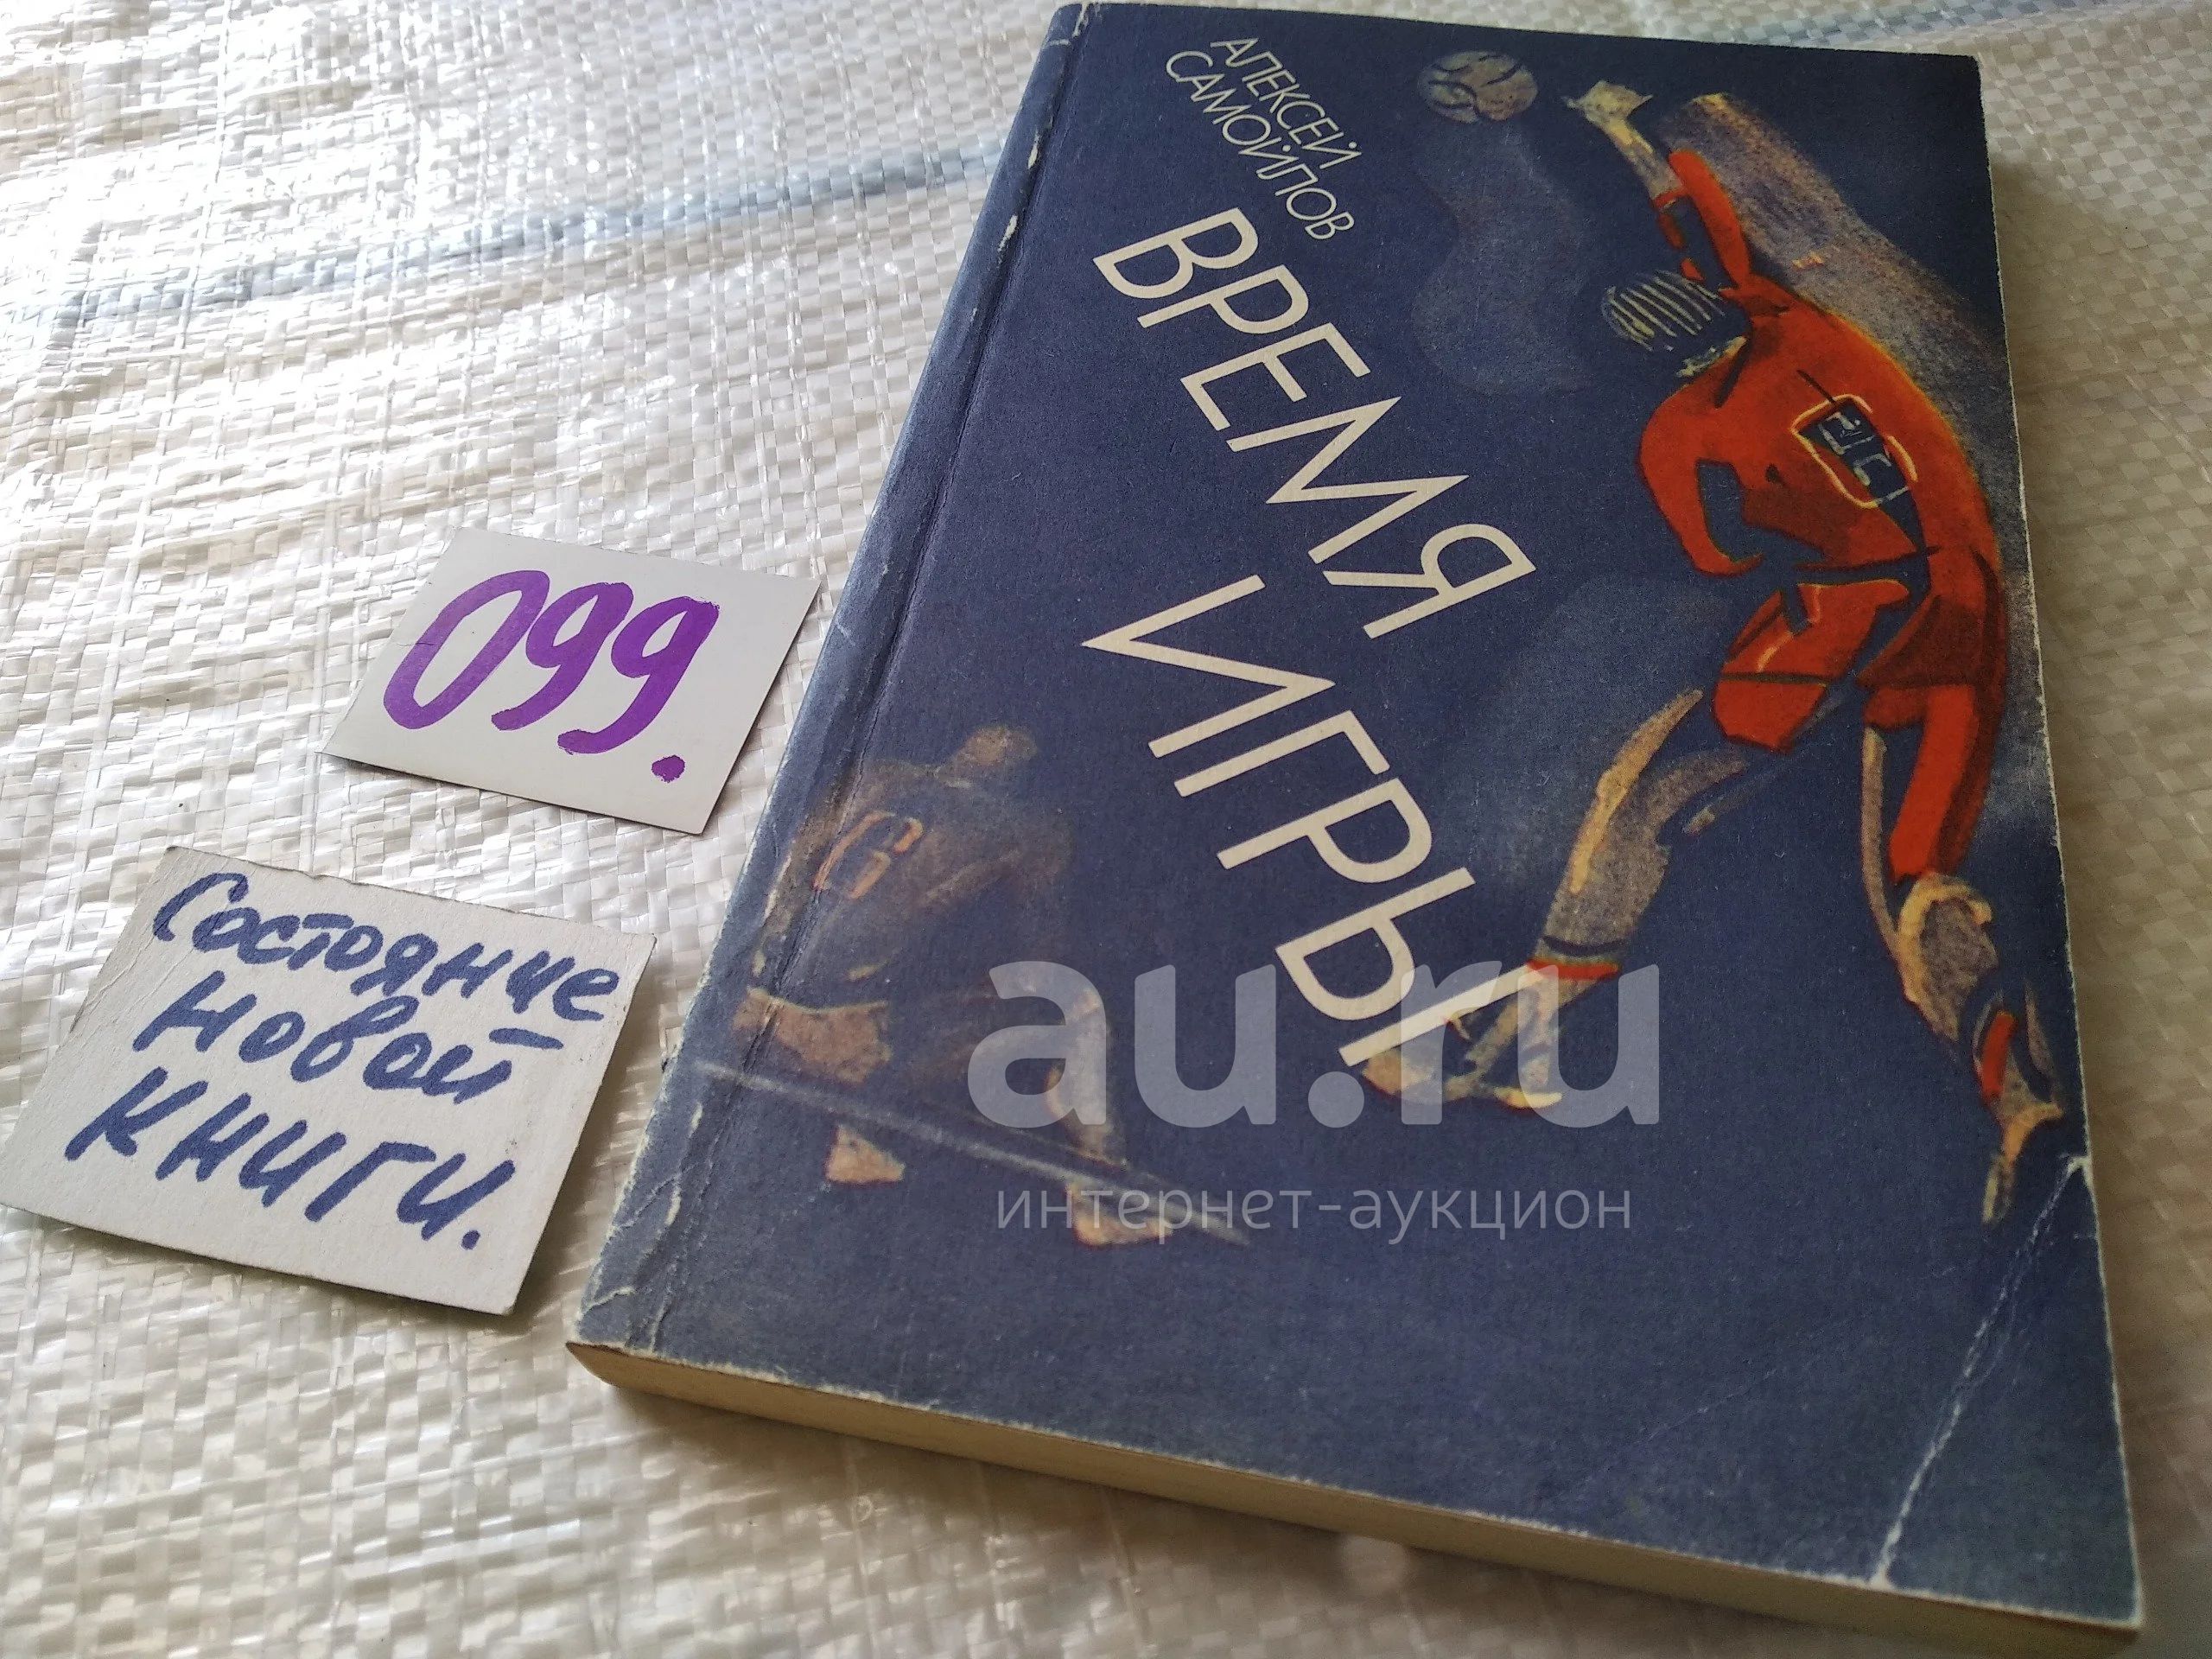 АЛЕКСЕЙ
САМОЙЛОВ
ВРЕМЯ
ИГРЫ
099.
Состояние
новой
книги.
au.ru
интернет-аукцион